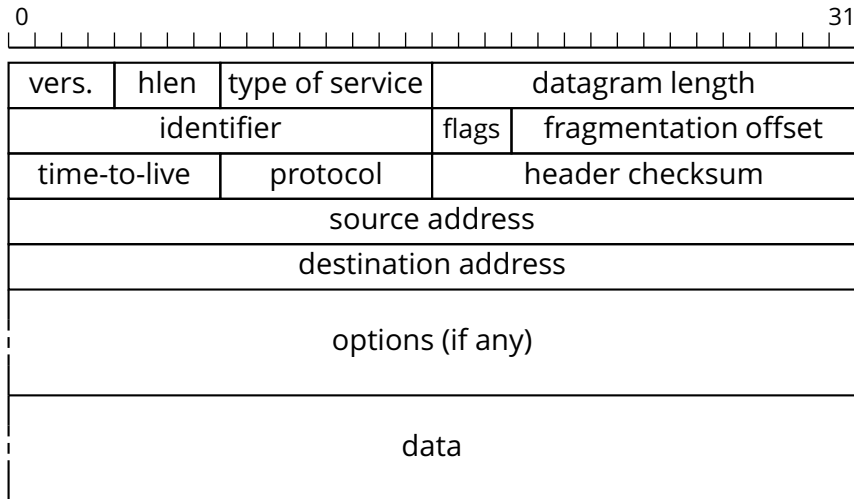 0 31
vers. hlen type of service datagram length
identifier flags fragmentation offset
time-to-live protocol header checksum
source address
destination address
options (if any)
data